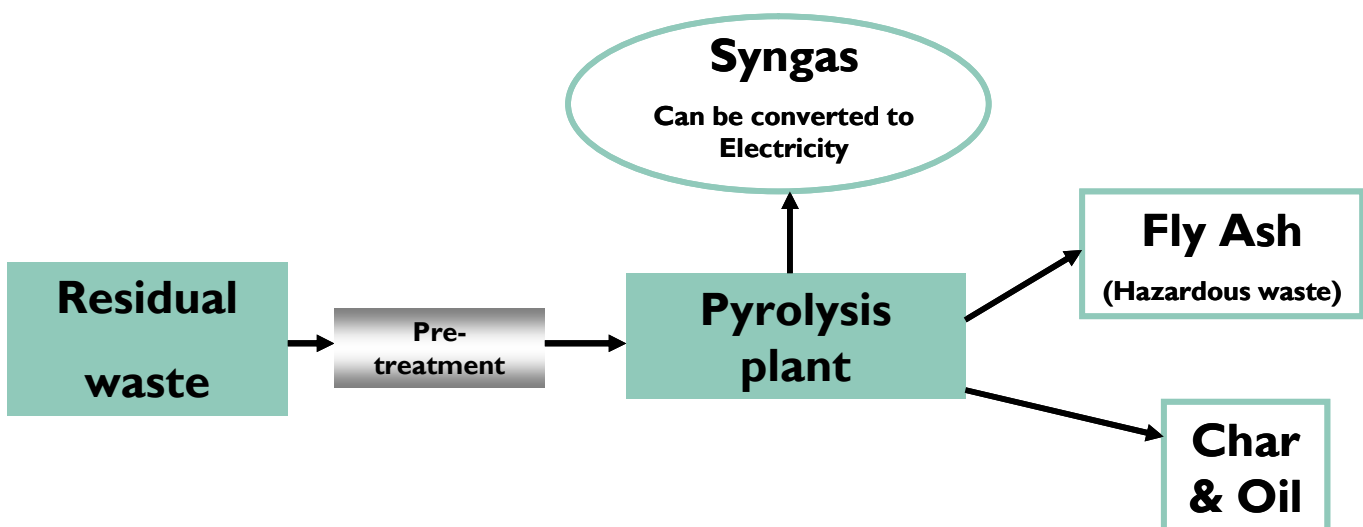 Syngas
Can be converted to
Electricity
Fly Ash
(Hazardous waste)
Residual
waste
Pre-
treatment
Pyrolysis
plant
Char
& Oil